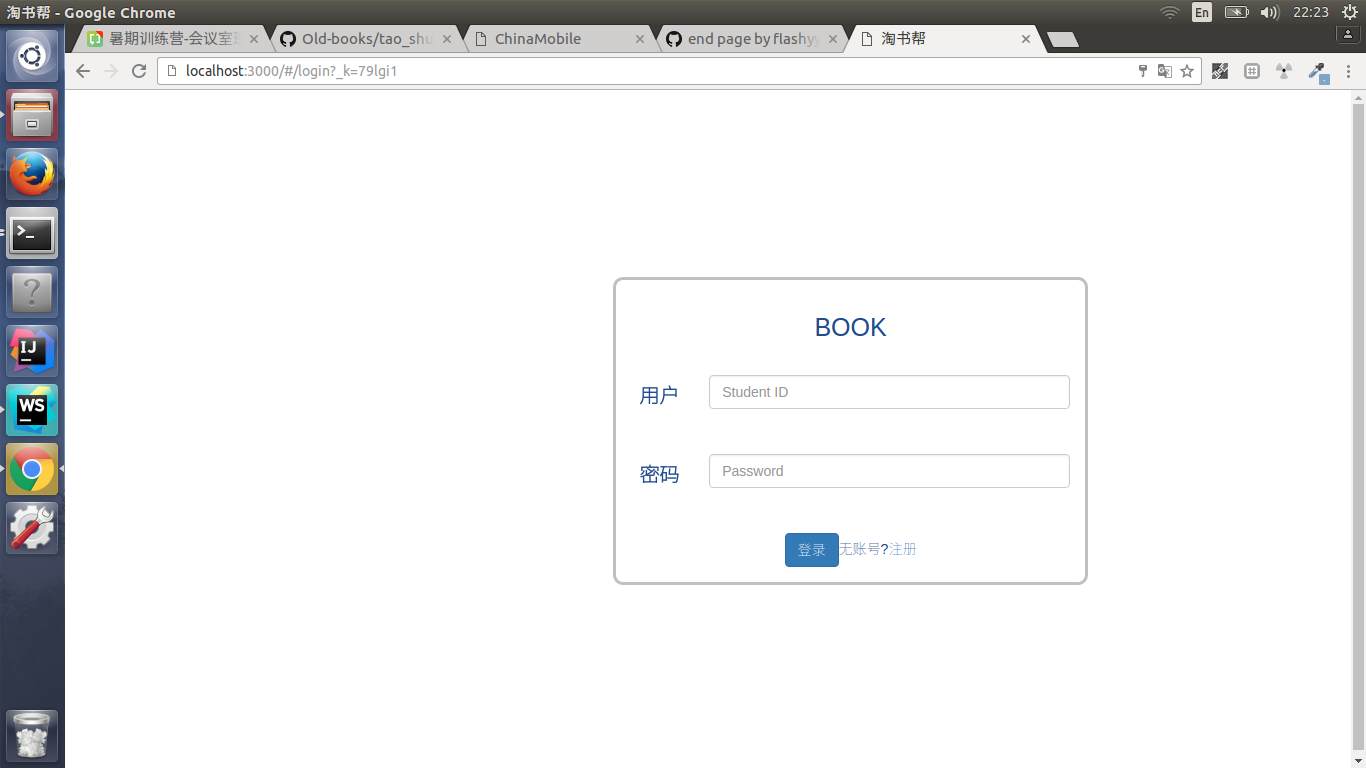 淘书帮 - Google Chrome
En
22:23
暑期训练营-会议室
Old-books/tao_shu
ChinaMobile
end page by flashyy
淘书帮
localhost:3000/#/login?_k=79lgi1
BOOK
用户
Student ID
密码
Password
登录 无账号?注册
>_
?
IJ
WS